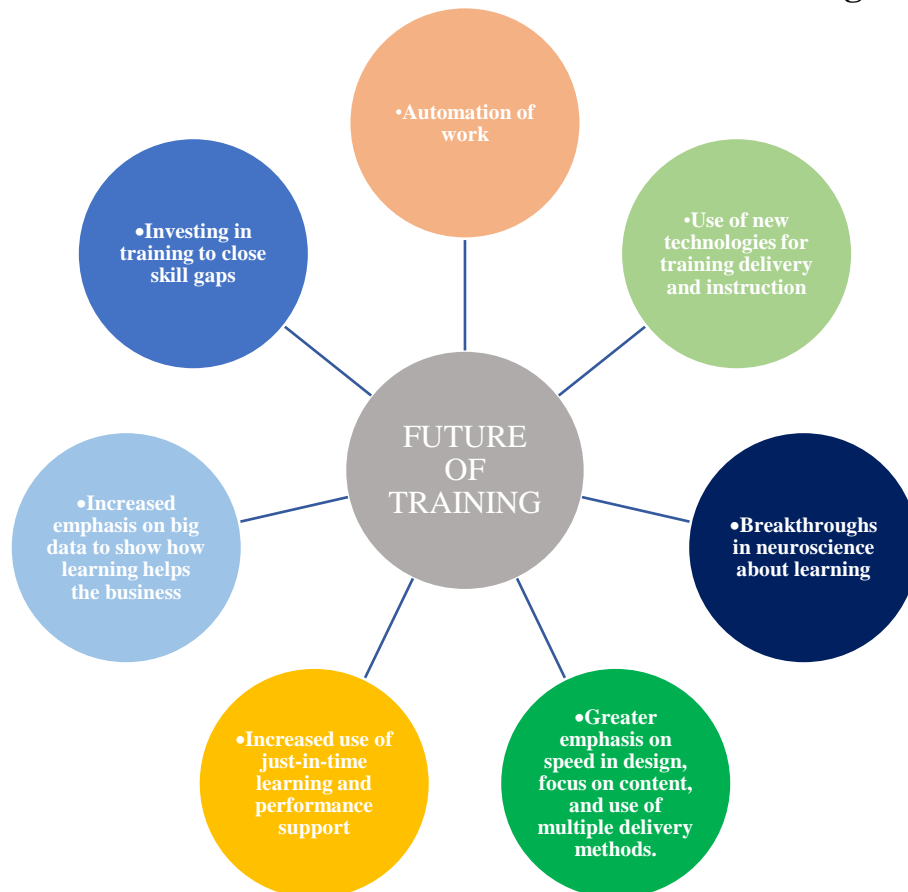 g
•Automation of
work
•Use of new
technologies for
training delivery
and instruction
•Breakthroughs
in neuroscience
about learning
•Greater
emphasis on
speed in design,
focus on content,
and use of
multiple delivery
methods.
•Increased use of
just-in-time
learning and
performance
support
•Increased
emphasis on big
data to show how
learning helps
the business
•Investing in
training to close
skill gaps
FUTURE
OF
TRAINING